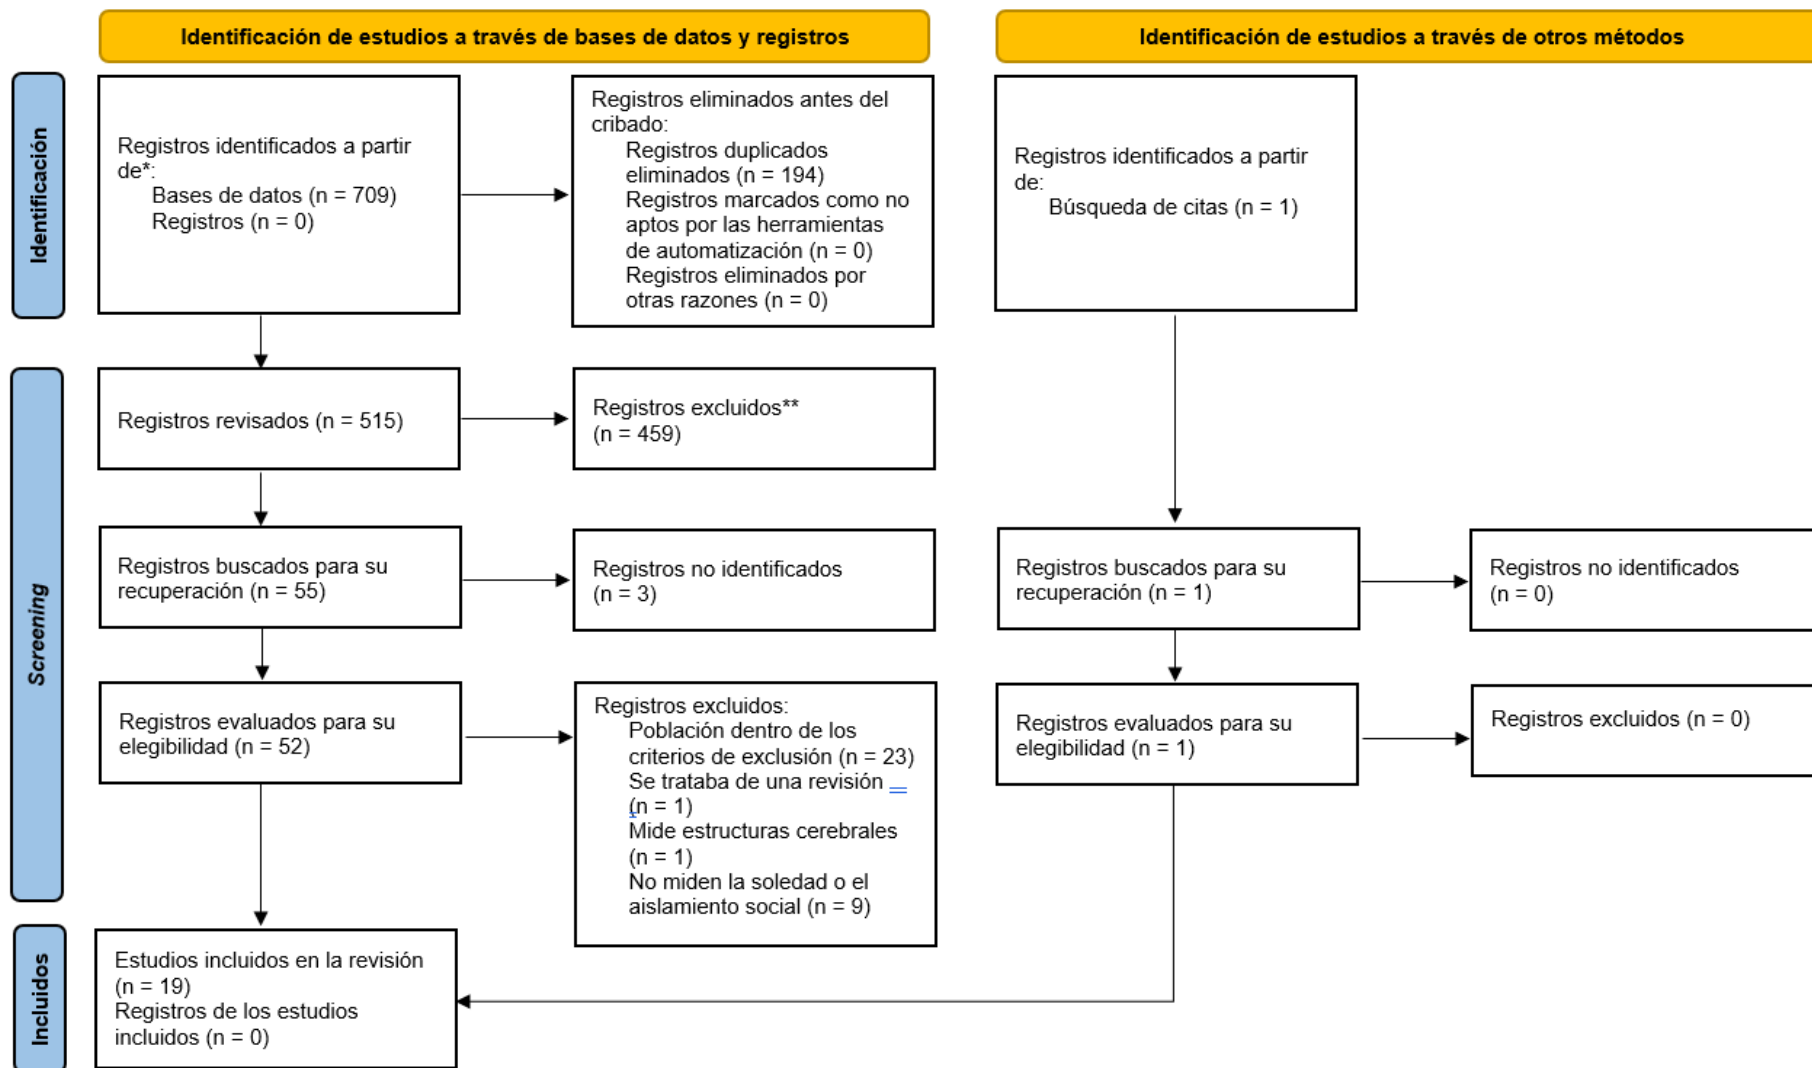 Identificación de estudios a través de bases de datos y registros
Identificación de estudios a través de otros métodos
Identificación
Registros identificados a partir
de*:
Bases de datos (n = 709)
Registros (n = 0)
Registros eliminados antes del
cribado:
Registros duplicados
eliminados (n = 194)
Registros marcados como no
aptos por las herramientas
de automatización (n = 0)
Registros eliminados por
otras razones (n = 0)
Registros identificados a partir
de:
Búsqueda de citas (n = 1)
Screening
Registros revisados (n = 515)
Registros excluidos**
(n = 459)
Registros buscados para su
recuperación (n = 55)
Registros no identificados
(n = 3)
Registros buscados para su
recuperación (n = 1)
Registros no identificados
(n = 0)
Registros evaluados para su
elegibilidad (n = 52)
Registros excluidos:
Población dentro de los
criterios de exclusión (n = 23)
Se trataba de una revisión
(n = 1)
Mide estructuras cerebrales
(n = 1)
No miden la soledad o el
aislamiento social (n = 9)
Registros evaluados para su
elegibilidad (n = 1)
Registros excluidos (n = 0)
Incluidos
Estudios incluidos en la revisión
(n = 19)
Registros de los estudios
incluidos (n = 0)